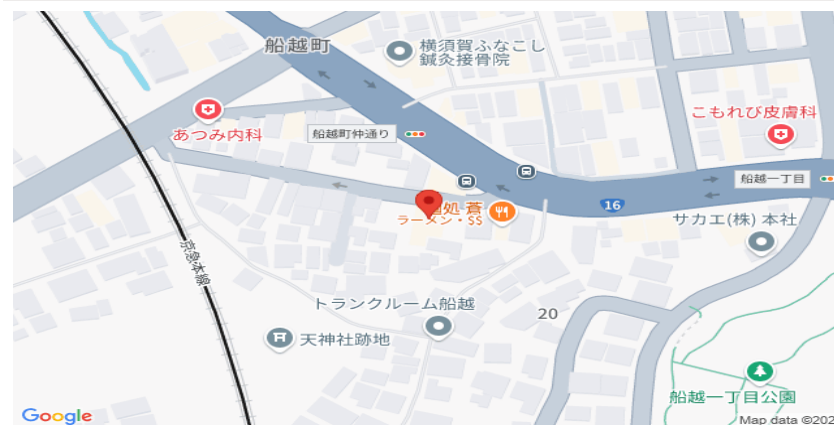 船越町
横須賀ふなこし
鍼灸接骨院
あつみ内科
船越町仲通り
こもれび皮膚科
船越一丁目
処 蒼
ラーメン・SS
16
サカエ(株) 本社
京急本線
トランクルーム船越
20
天神社跡地
船越一丁目公園
Google
Map data ©202